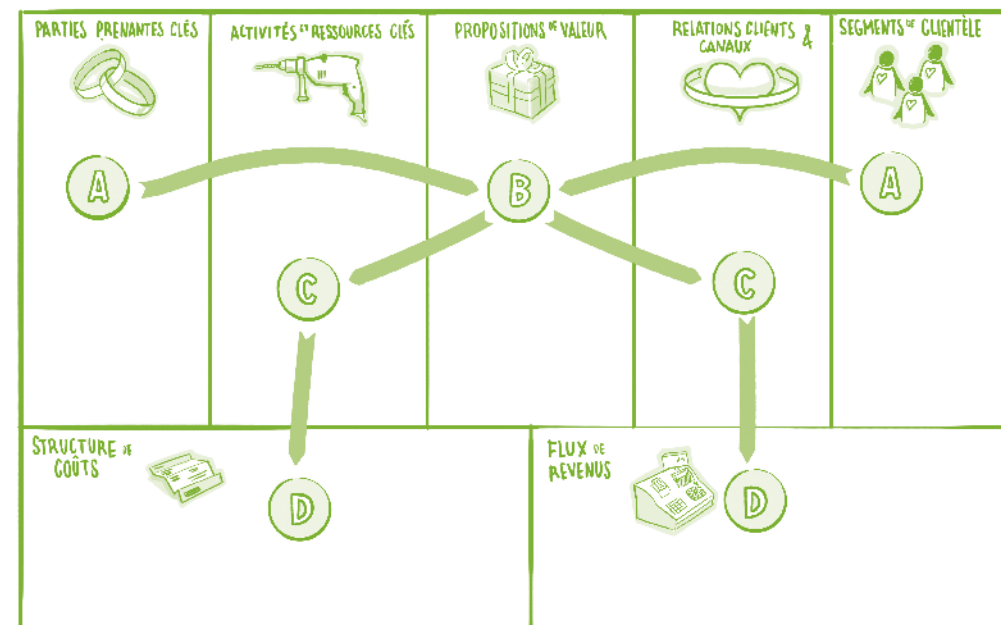 PARTIES PRENANTES CLÉS
ACTIVITÉS ET RESSOURCES CLÉS
PROPOSITIONS DE VALEUR
RELATIONS CLIENTS &
CANAUX
SEGMENTS DE CLIENTÈLE
A
B
A
C
C
STRUCTURE DE
COÛTS
FLUX DE
REVENUS
D
D